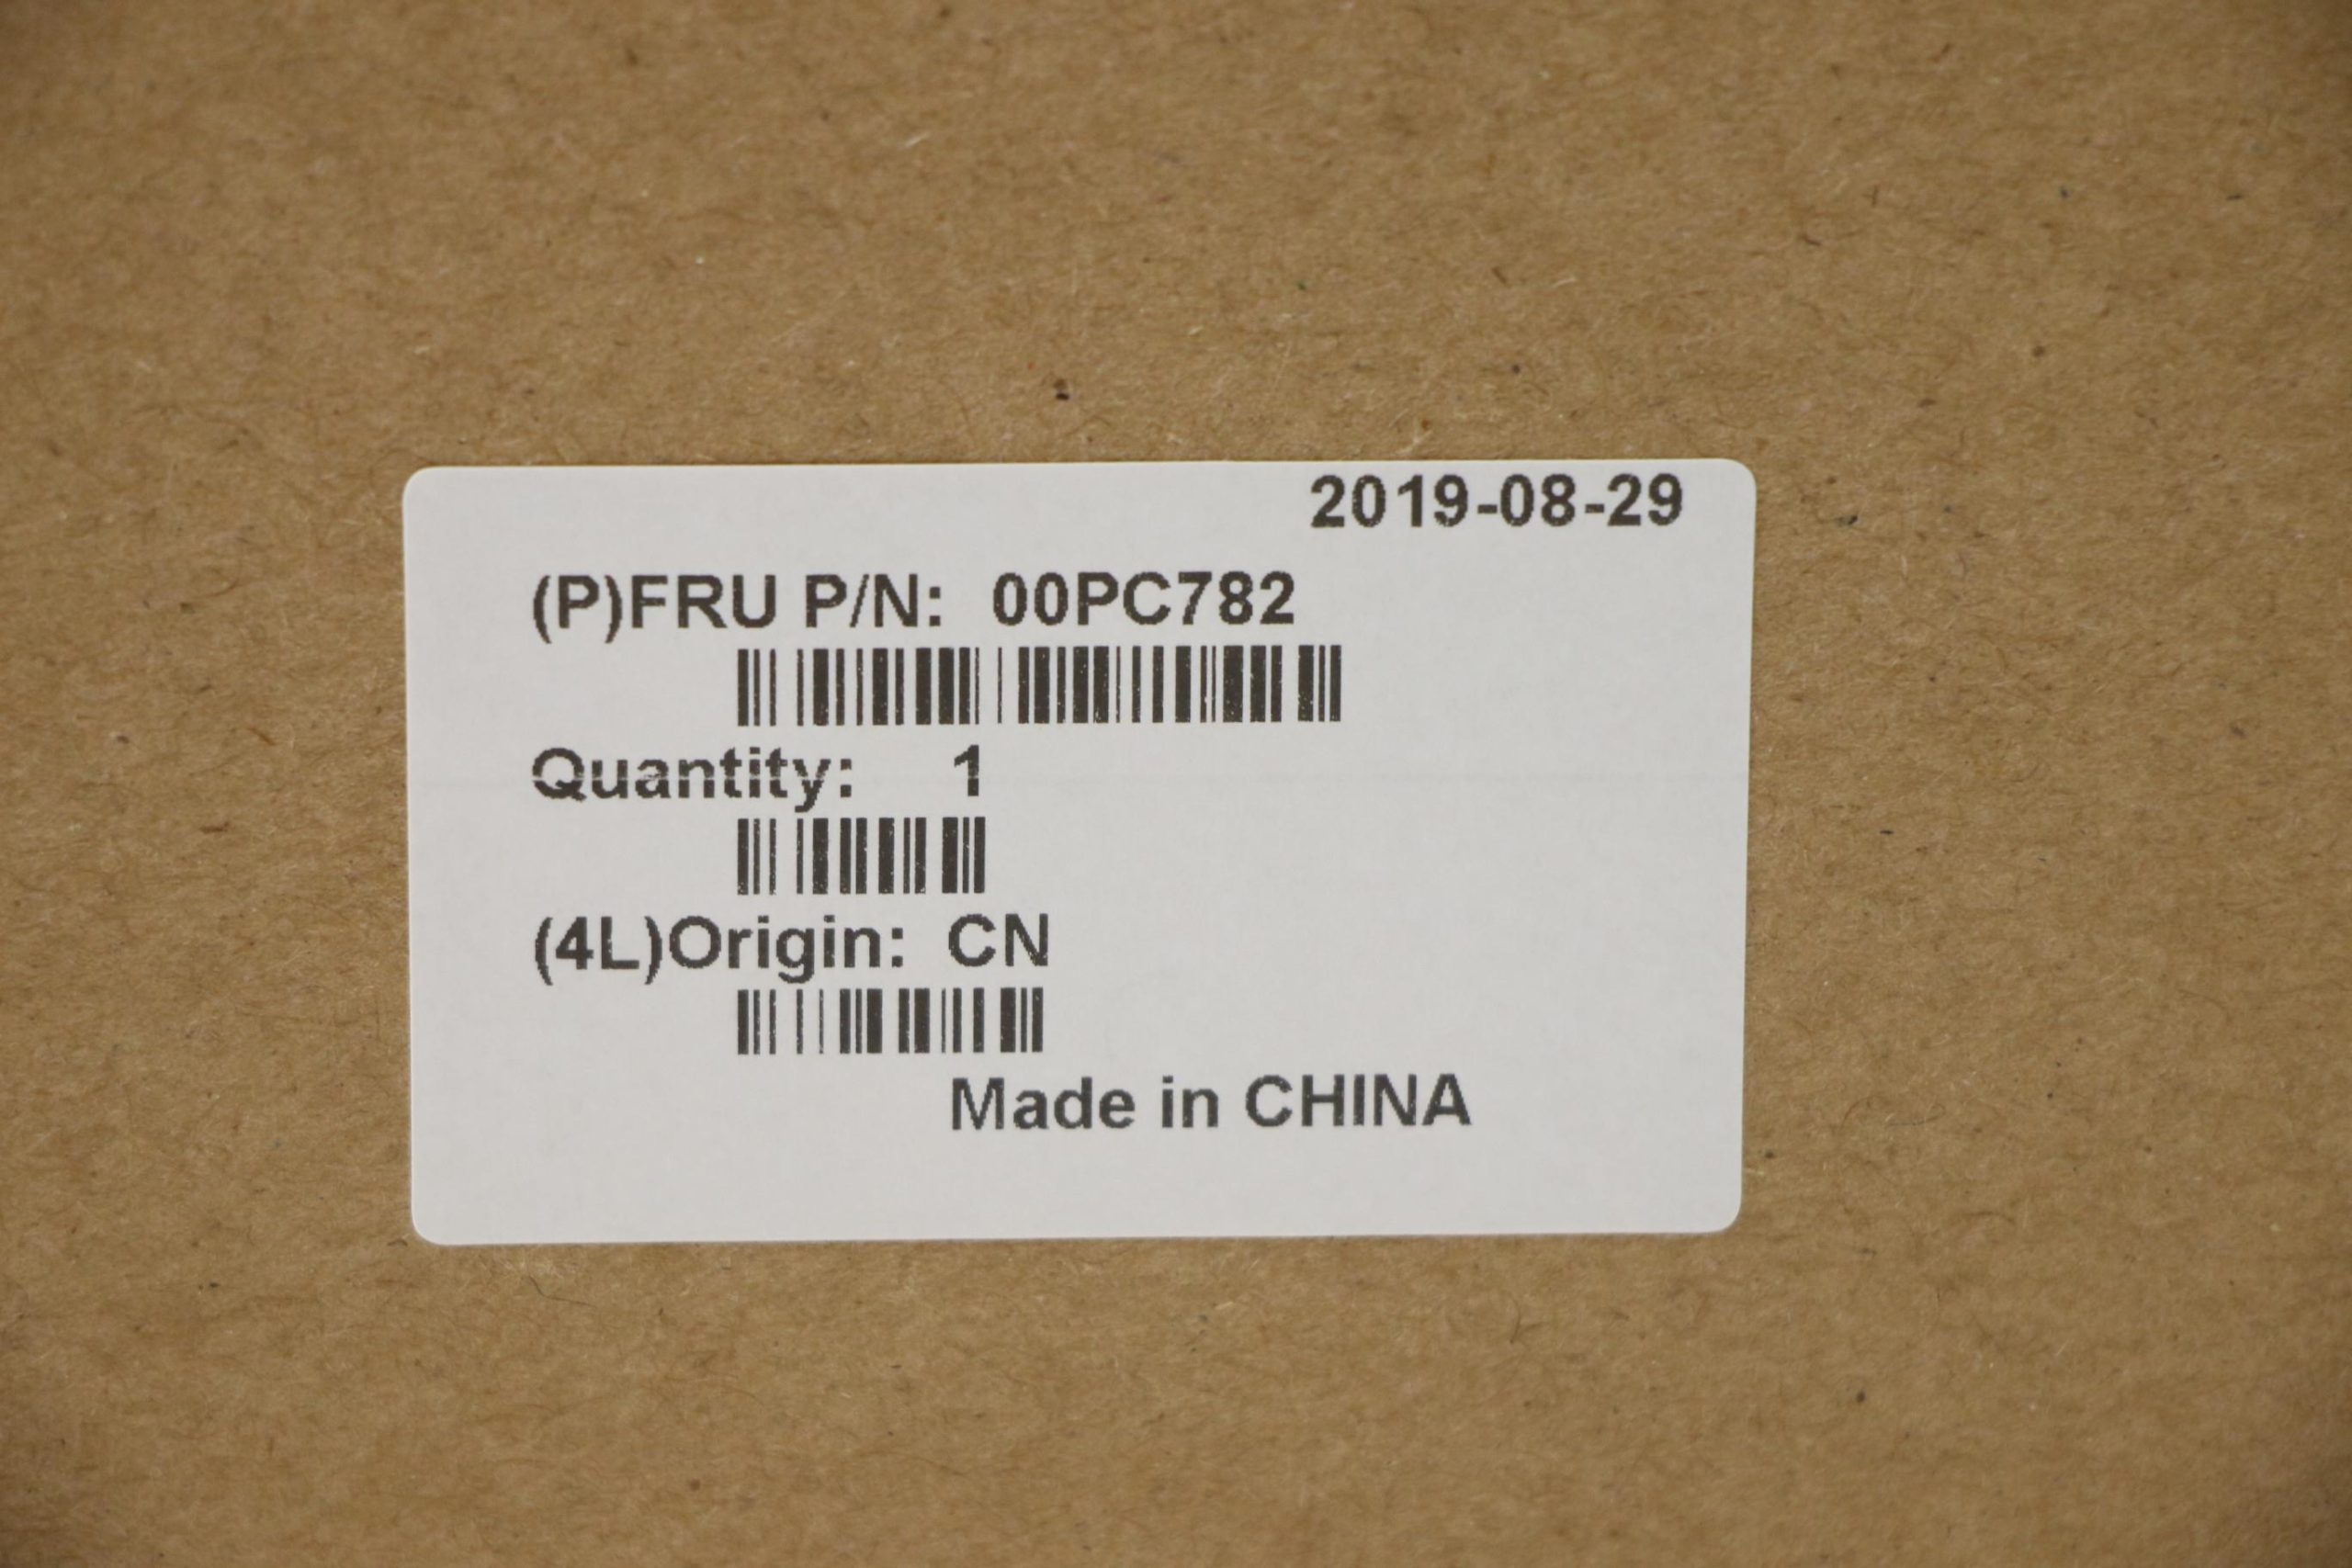 2019-08-29
(P)FRU P/N: 00PC782
Quantity: 1
(4L)Origin: CN
Made in CHINA